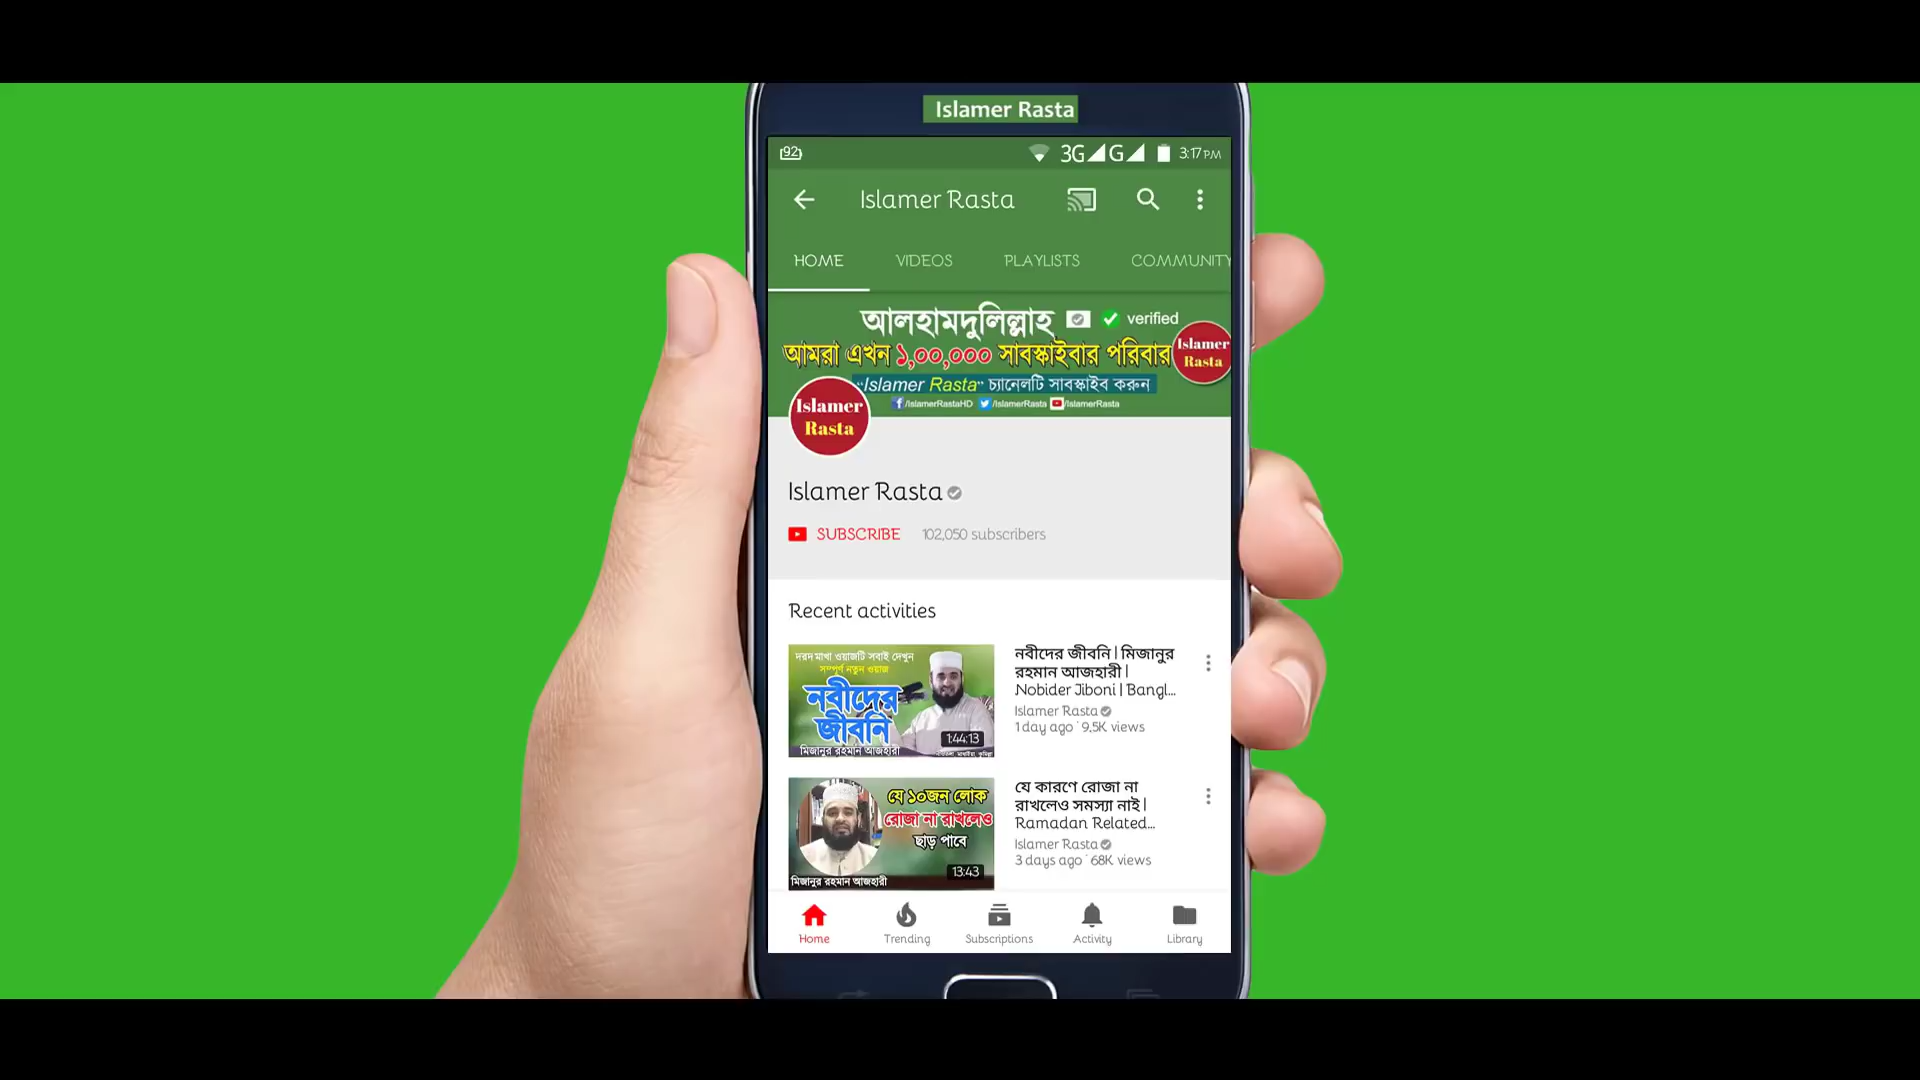 Islamer Rasta
92
3G G 3:17 PM
Islamer Rasta
HOME VIDEOS PLAYLISTS COMMUNITY
আলহামদুলিল্লাহ verified
আমরা এখন ১,০০,০০০ সাবস্ক্রাইবার পরিবার
Islamer
Rasta
"Islamer Rasta" চ্যানেলটি সাবস্ক্রাইব করুন
/IslamerRastaHD /IslamerRasta /IslamerRasta
Islamer
Rasta
Islamer Rasta
SUBSCRIBE 102,050 subscribers
Recent activities
দরদ মাখা ওয়াজটি সবাই দেখুন
সম্পূর্ণ নতুন ওয়াজ
নবীদের
জীবনি
মিজানুর রহমান আজহারী
1:44:13
নবীদের জীবনি | মিজানুর
রহমান আজহারী |
Nobider Jiboni | Bangl...
Islamer Rasta
1 day ago · 9.5K views
যে ১০জন লোক
রোজা না রাখলেও
ছাড় পাবে
13:43
মিজানুর রহমান আজহারী
যে কারণে রোজা না
রাখলেও সমস্যা নাই |
Ramadan Related...
Islamer Rasta
3 days ago · 68K views
Home Trending Subscriptions Activity Library